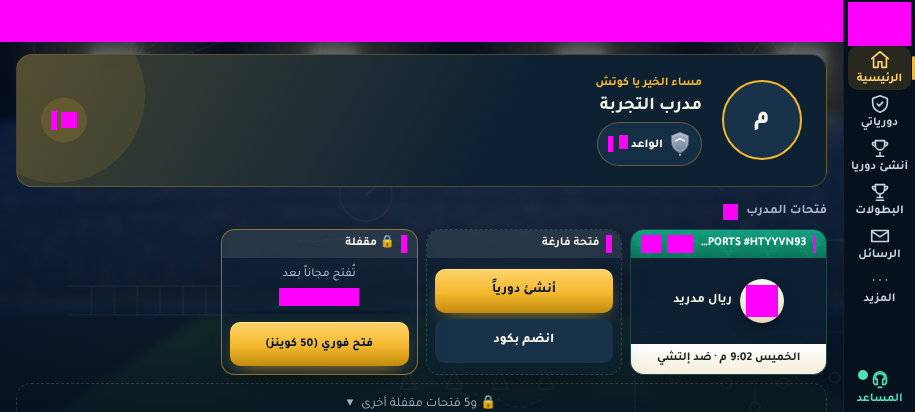 الرئيسية
دورياتي
أنشئ دوريا
البطولات
الرسائل
...
المزيد
المساعد
مساء الخير يا كوتش
مدرب التجربة
م
الواعد
فتحات المدرب
PORTS #HTYYVN93...
ريال مدريد
الخميس 9:02 م · ضد إلتشي
فتحة فارغة
أنشئ دورياً
انضم بكود
🔒 مقفلة
تُفتح مجاناً بعد
فتح فوري (50 كوينز)
🔒 و5 فتحات مقفلة أخرى ▼